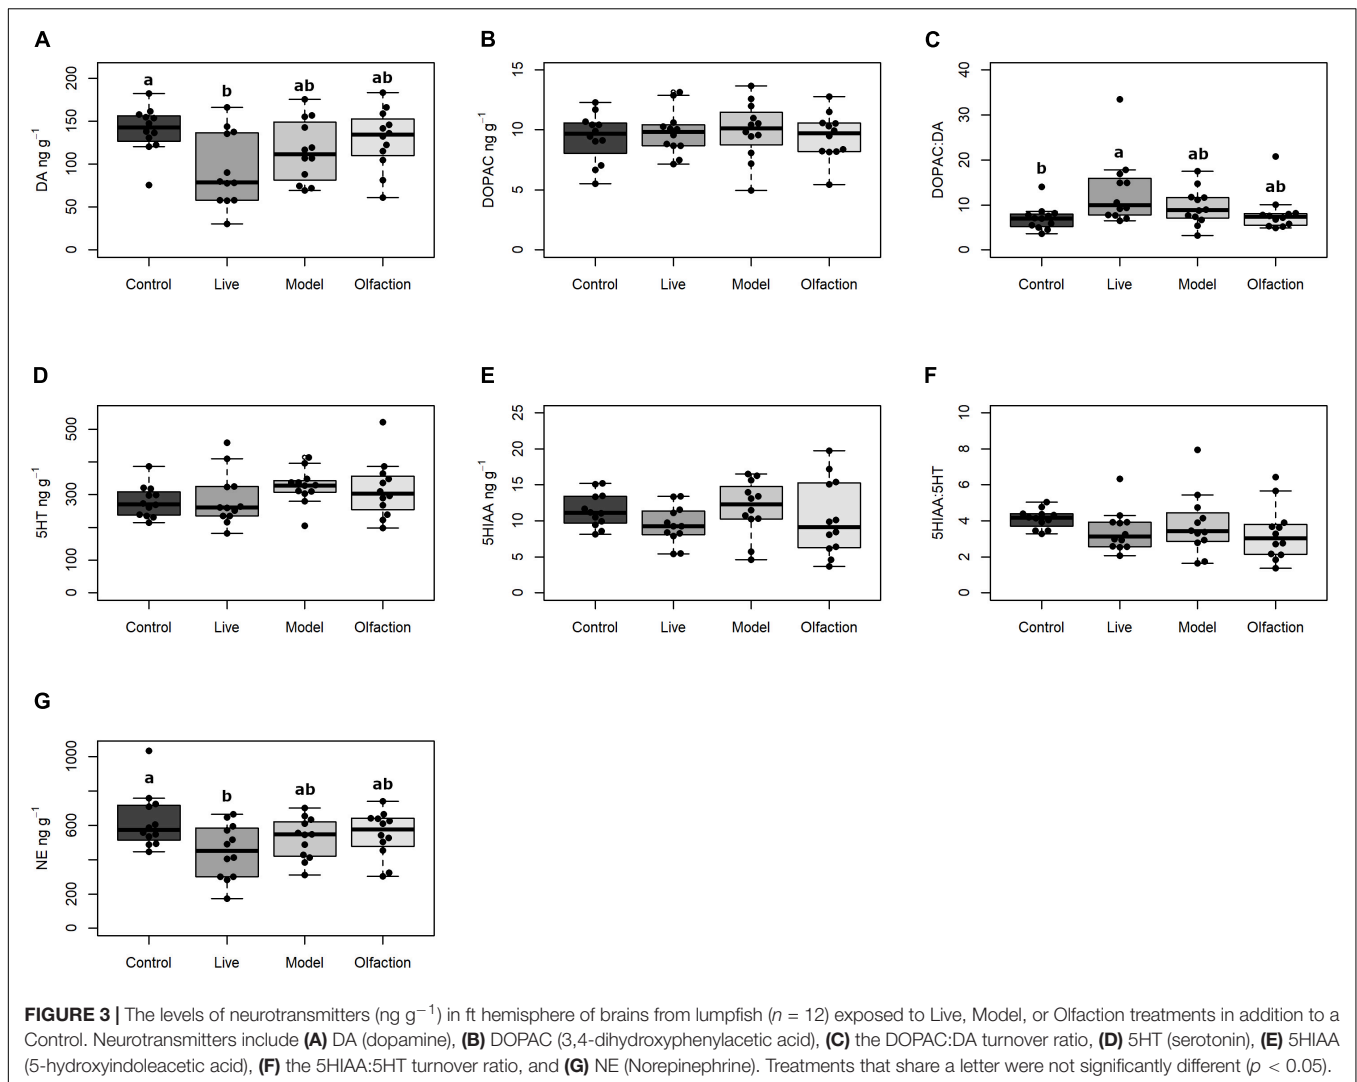 A
B
C
DA ng g⁻¹
200
150
100
50
0
a
b
ab
ab
Control Live Model Olfaction
DOPAC ng g⁻¹
15
10
5
0
Control Live Model Olfaction
DOPAC:DA
40
30
20
10
0
b
a
ab
ab
Control Live Model Olfaction
D
E
F
5HT ng g⁻¹
500
300
100
0
Control Live Model Olfaction
5HIAA ng g⁻¹
25
20
15
10
5
0
Control Live Model Olfaction
5HIAA:5HT
10
8
6
4
2
0
Control Live Model Olfaction
G
NE ng g⁻¹
1000
600
200
0
a
b
ab
ab
Control Live Model Olfaction
FIGURE 3 | The levels of neurotransmitters (ng g⁻¹) in ft hemisphere of brains from lumpfish (n = 12) exposed to Live, Model, or Olfaction treatments in addition to a
Control. Neurotransmitters include (A) DA (dopamine), (B) DOPAC (3,4-dihydroxyphenylacetic acid), (C) the DOPAC:DA turnover ratio, (D) 5HT (serotonin), (E) 5HIAA
(5-hydroxyindoleacetic acid), (F) the 5HIAA:5HT turnover ratio, and (G) NE (Norepinephrine). Treatments that share a letter were not significantly different (p < 0.05).